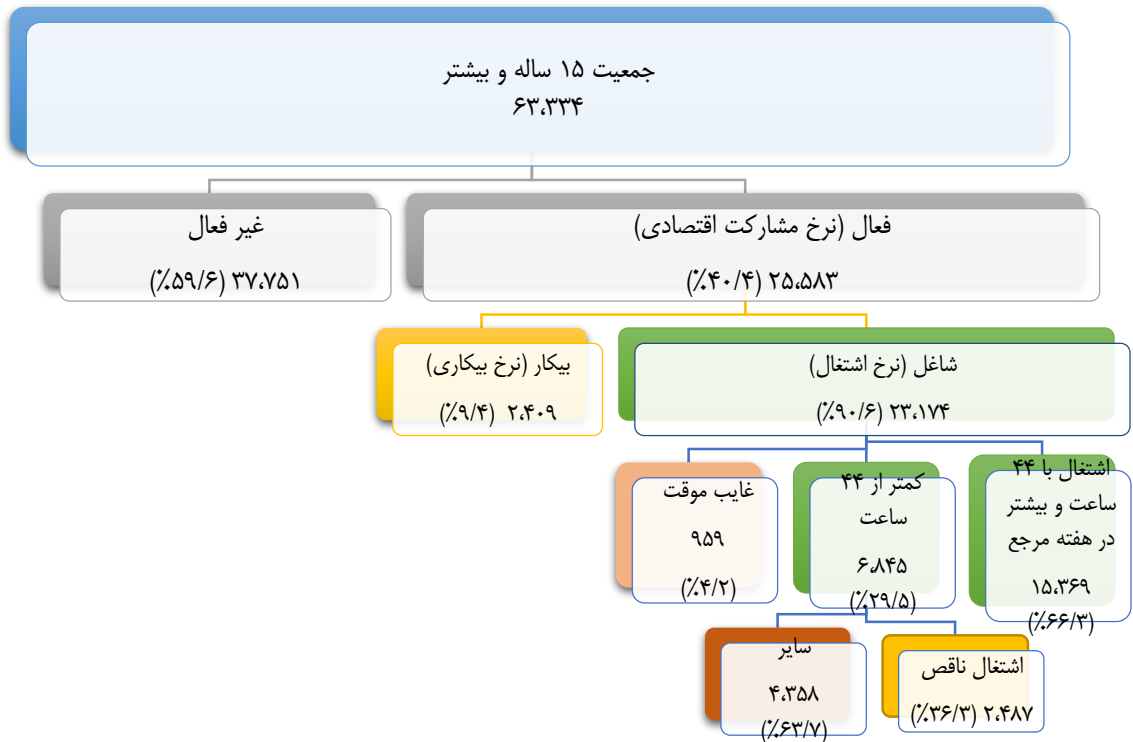 جمعیت ۱۵ ساله و بیشتر
۶۳،۳۳۴
فعال (نرخ مشارکت اقتصادی)
۲۵،۵۸۳ (۴۰/۴٪)
غیر فعال
۳۷،۷۵۱ (۵۹/۶٪)
شاغل (نرخ اشتغال)
۲۳،۱۷۴ (۹۰/۶٪)
بیکار (نرخ بیکاری)
۲،۴۰۹ (۹/۴٪)
اشتغال با ۴۴
ساعت و بیشتر
در هفته مرجع
۱۵،۳۶۹
(۶۶/۳٪)
کمتر از ۴۴
ساعت
۶،۸۴۵
(۲۹/۵٪)
غایب موقت
۹۵۹
(۴/۲٪)
اشتغال ناقص
۲،۴۸۷ (۳۶/۳٪)
سایر
۴،۳۵۸
(۶۳/۷٪)